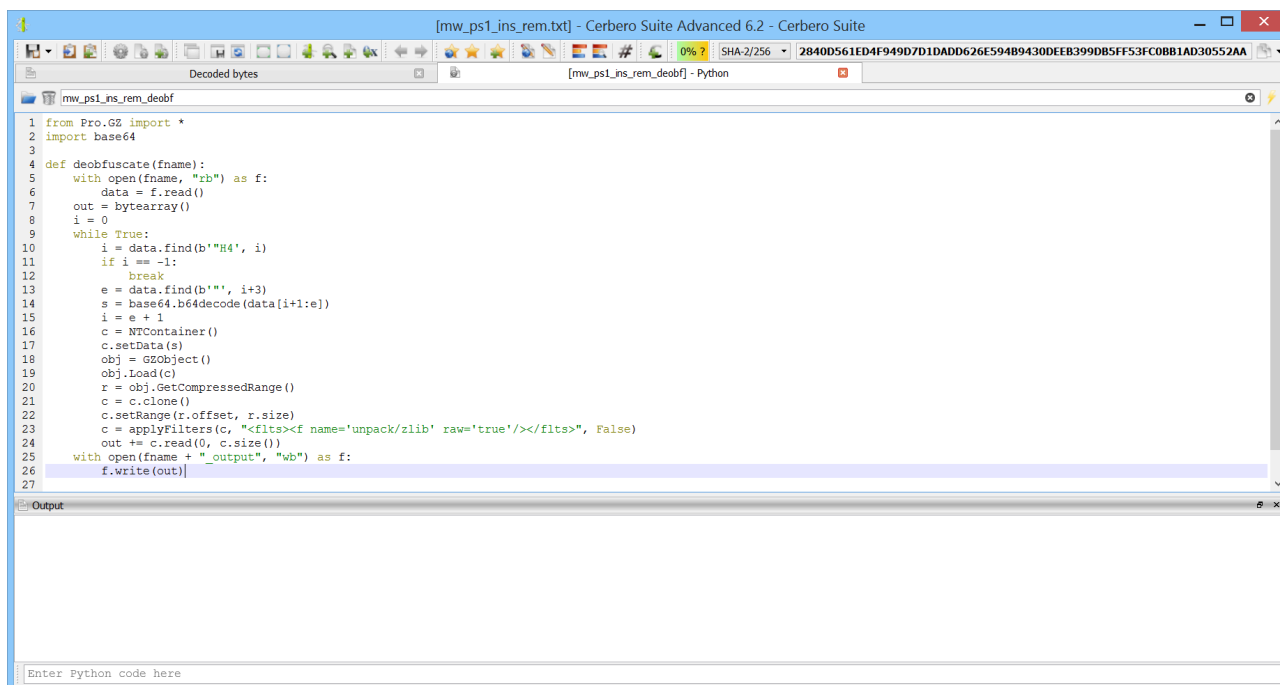 [mw_ps1_ins_rem.txt] - Cerbero Suite Advanced 6.2 - Cerbero Suite
0% ? SHA-2/256 2840D561ED4F949D7D1DADD626E594B9430DEEB399DB5FF53FC0BB1AD30552AA
Decoded bytes [mw_ps1_ins_rem_deobf] - Python
mw_ps1_ins_rem_deobf
1 from Pro.GZ import *
2 import base64
3
4 def deobfuscate(fname):
5     with open(fname, "rb") as f:
6         data = f.read()
7     out = bytearray()
8     i = 0
9     while True:
10         i = data.find(b'"H4', i)
11         if i == -1:
12             break
13         e = data.find(b'"', i+3)
14         s = base64.b64decode(data[i+1:e])
15         i = e + 1
16         c = NTContainer()
17         c.setData(s)
18         obj = GZObject()
19         obj.Load(c)
20         r = obj.GetCompressedRange()
21         c = c.clone()
22         c.setRange(r.offset, r.size)
23         c = applyFilters(c, "<flts><f name='unpack/zlib' raw='true'/></flts>", False)
24         out += c.read(0, c.size())
25     with open(fname + "_output", "wb") as f:
26         f.write(out)
27
Output
Enter Python code here